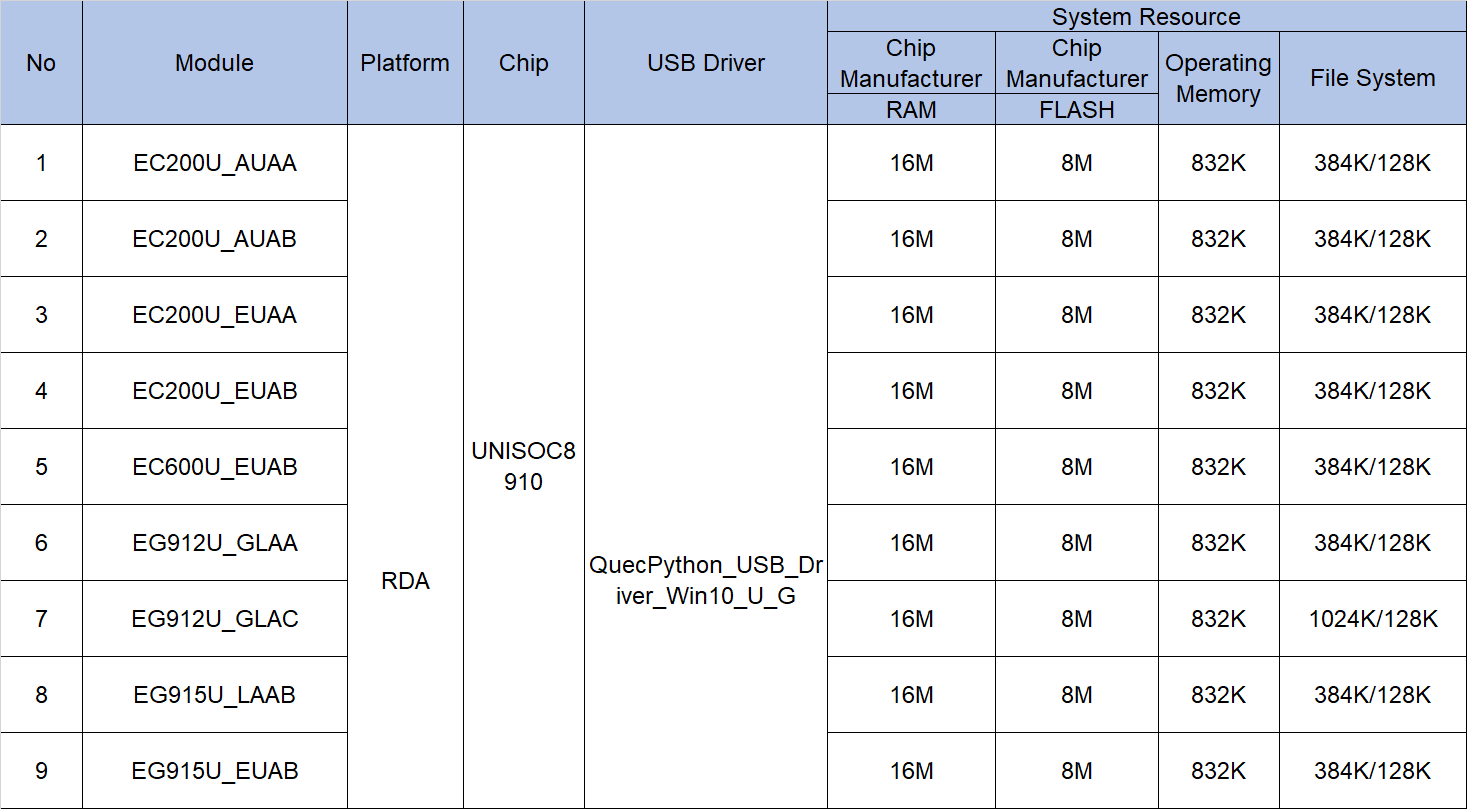 No
Module
Platform
Chip
USB Driver
System Resource
Chip
Manufacturer
RAM
Chip
Manufacturer
FLASH
Operating
Memory
File System
1 EC200U_AUAA 16M 8M 832K 384K/128K
2 EC200U_AUAB 16M 8M 832K 384K/128K
3 EC200U_EUAA 16M 8M 832K 384K/128K
4 EC200U_EUAB 16M 8M 832K 384K/128K
UNISOC8
910
5 EC600U_EUAB 16M 8M 832K 384K/128K
6 EG912U_GLAA 16M 8M 832K 384K/128K
RDA
QuecPython_USB_Dr
iver_Win10_U_G
7 EG912U_GLAC 16M 8M 832K 1024K/128K
8 EG915U_LAAB 16M 8M 832K 384K/128K
9 EG915U_EUAB 16M 8M 832K 384K/128K